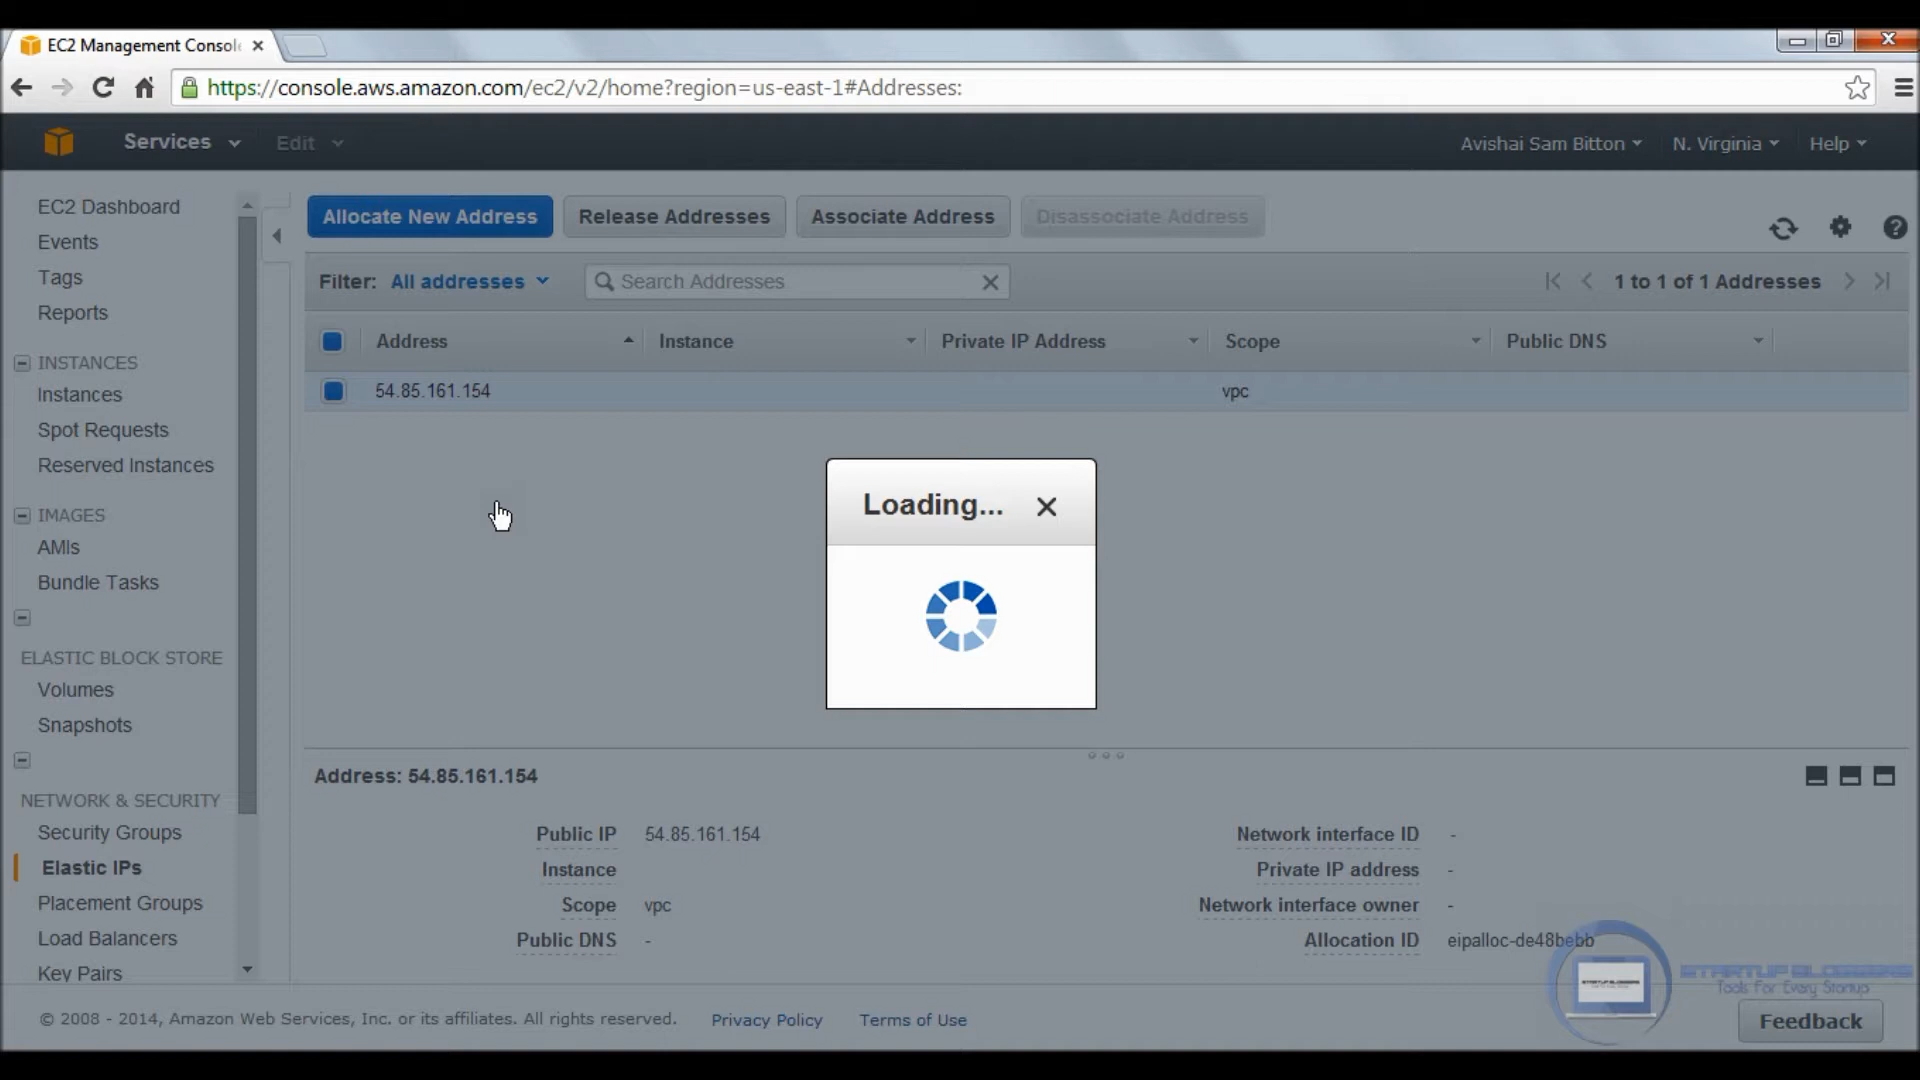 EC2 Management Consol
https://console.aws.amazon.com/ec2/v2/home?region=us-east-1#Addresses:
Services Edit Avishai Sam Bitton N. Virginia Help
EC2 Dashboard
Events
Tags
Reports
INSTANCES
Instances
Spot Requests
Reserved Instances
IMAGES
AMIs
Bundle Tasks
ELASTIC BLOCK STORE
Volumes
Snapshots
NETWORK & SECURITY
Security Groups
Elastic IPs
Placement Groups
Load Balancers
Key Pairs
Allocate New Address Release Addresses Associate Address Disassociate Address
Filter: All addresses Search Addresses 1 to 1 of 1 Addresses
Address Instance Private IP Address Scope Public DNS
54.85.161.154 vpc
Loading...
Address: 54.85.161.154
Public IP 54.85.161.154 Network interface ID -
Instance Private IP address -
Scope vpc Network interface owner -
Public DNS - Allocation ID eipalloc-de48bebb
STARTUP BLOGGERS
Tools For Every Startup
© 2008 - 2014, Amazon Web Services, Inc. or its affiliates. All rights reserved. Privacy Policy Terms of Use Feedback